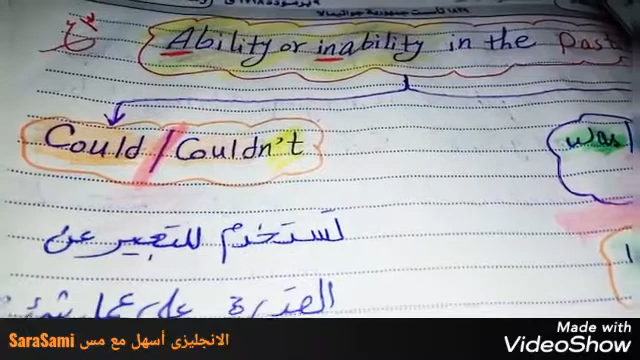 Ability or inability in the Past
Could / Couldn't
was
تستخدم للتعبير عن
القدرة على عمل
الانجليزى أسهل مع مس SaraSami
Made with
VideoShow